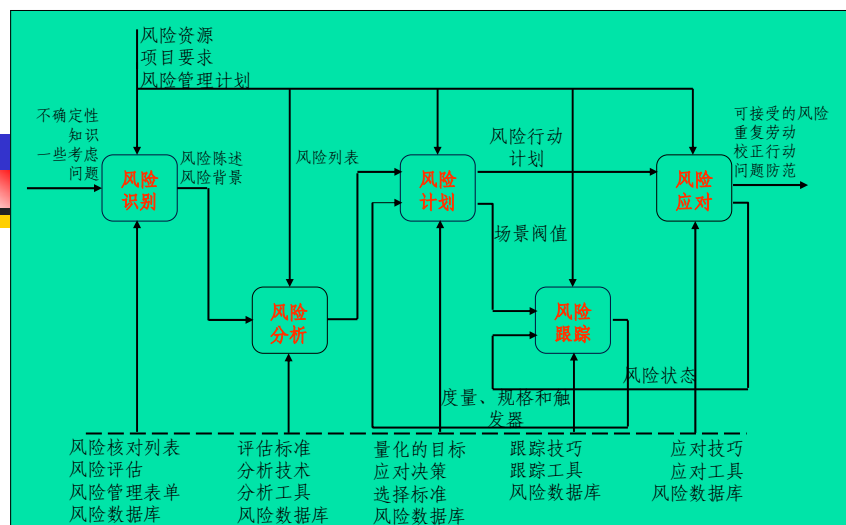 风险资源
项目要求
风险管理计划
不确定性
知识
一些考虑
问题
风险
识别
风险陈述
风险背景
风险列表
风险
计划
风险行动
计划
风险
应对
可接受的风险
重复劳动
校正行动
问题防范
场景阀值
风险
分析
风险
跟踪
风险状态
度量、规格和触
发器
风险核对列表
风险评估
风险管理表单
风险数据库
评估标准
分析技术
分析工具
风险数据库
量化的目标
应对决策
选择标准
风险数据库
跟踪技巧
跟踪工具
风险数据库
应对技巧
应对工具
风险数据库